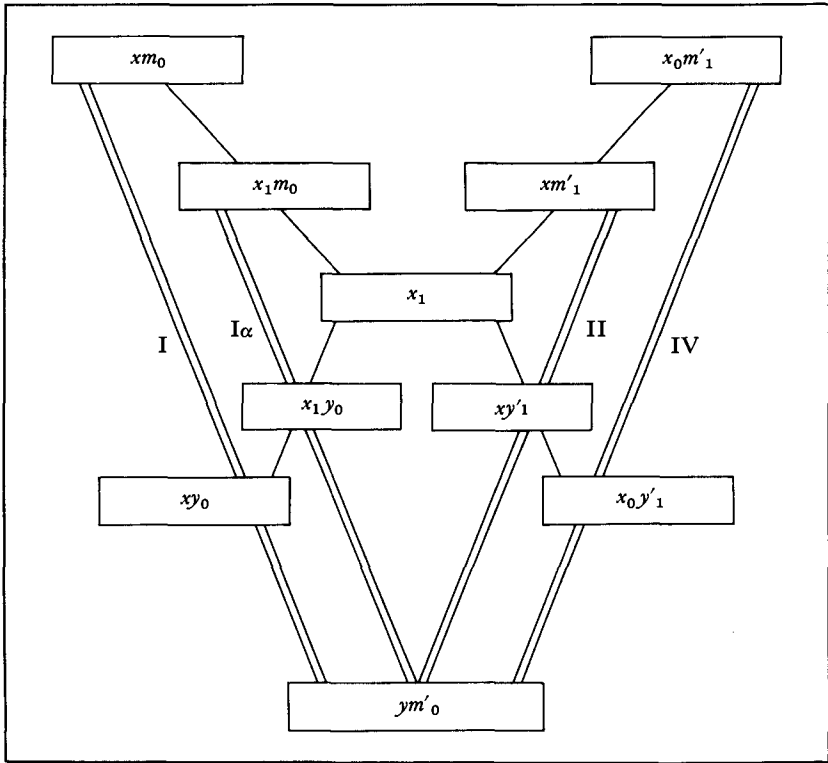 xm₀
x₀m′₁
x₁m₀
xm′₁
x₁
I
Iα
II
IV
x₁y₀
xy′₁
xy₀
x₀y′₁
ym′₀